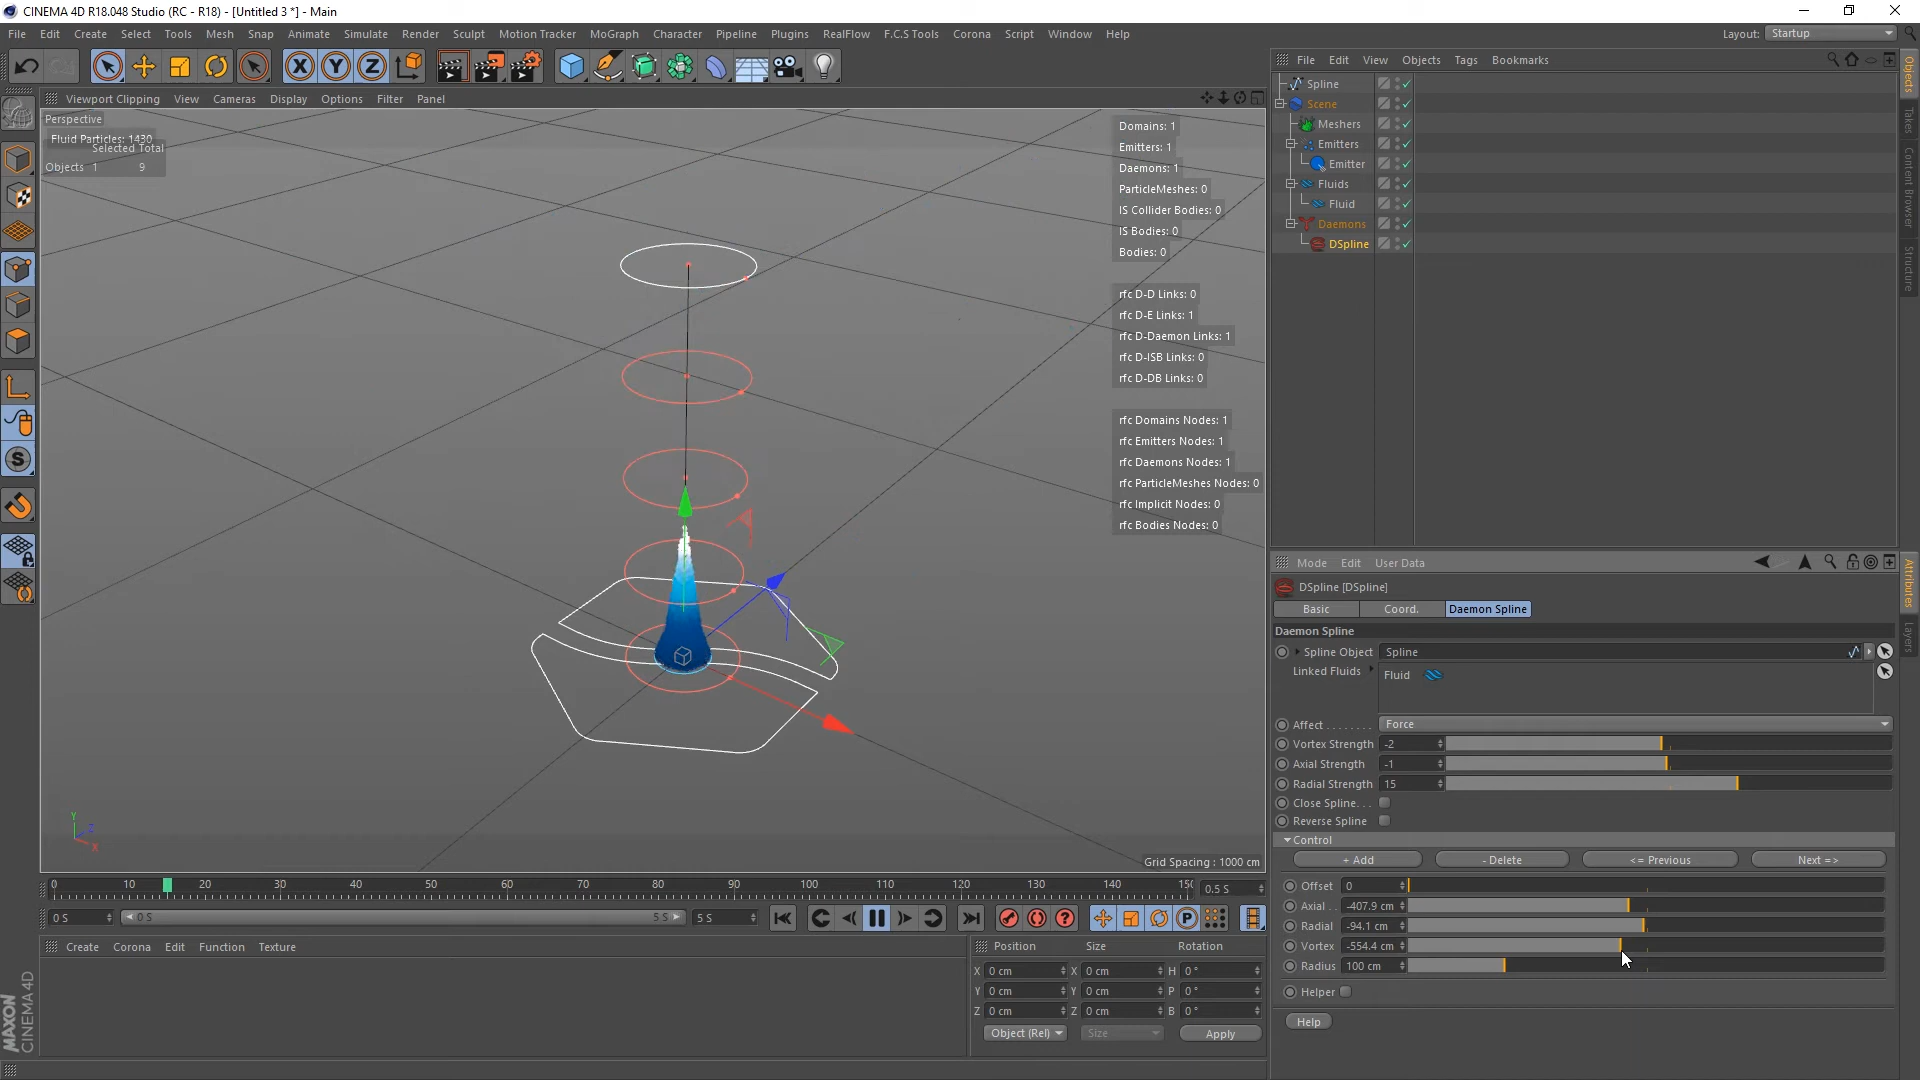 CINEMA 4D R18.048 Studio (RC - R18) - [Untitled 3 *] - Main
File Edit Create Select Tools Mesh Snap Animate Simulate Render Sculpt Motion Tracker MoGraph Character Pipeline Plugins RealFlow F.C.S Tools Corona Script Window Help Layout: Startup
X Y Z
File Edit View Objects Tags Bookmarks
Viewport Clipping View Cameras Display Options Filter Panel
Perspective
Fluid Particles: 1430
Selected Total
Objects 1 9
Domains: 1
Emitters: 1
Daemons: 1
ParticleMeshes: 0
IS Collider Bodies: 0
IS Bodies: 0
Bodies: 0
rfc D-D Links: 0
rfc D-E Links: 1
rfc D-Daemon Links: 1
rfc D-ISB Links: 0
rfc D-DB Links: 0
rfc Domains Nodes: 1
rfc Emitters Nodes: 1
rfc Daemons Nodes: 1
rfc ParticleMeshes Nodes: 0
rfc Implicit Nodes: 0
rfc Bodies Nodes: 0
Y
Z
X
Grid Spacing : 1000 cm
Spline
Scene
Meshers
Emitters
Emitter
Fluids
Fluid
Daemons
DSpline
Objects
Takes
Content Browser
Structure
Mode Edit User Data
DSpline [DSpline]
Basic Coord. Daemon Spline
Daemon Spline
Spline Object Spline
Linked Fluids Fluid
Affect . . . . . . . . Force
Vortex Strength -2
Axial Strength -1
Radial Strength 15
Close Spline. . .
Reverse Spline
Control
+ Add - Delete <= Previous Next =>
Offset 0
Axial . . -407.9 cm
Radial -94.1 cm
Vortex -554.4 cm
Radius 100 cm
Helper
Help
Attributes
Layers
0 10 20 30 40 50 60 70 80 90 100 110 120 130 140 150 0.5 S
0 S 0 S 5 S 5 S
P
Create Corona Edit Function Texture
Position Size Rotation
X 0 cm X 0 cm H 0 °
Y 0 cm Y 0 cm P 0 °
Z 0 cm Z 0 cm B 0 °
Object (Rel) Size Apply
MAXON
CINEMA 4D
S